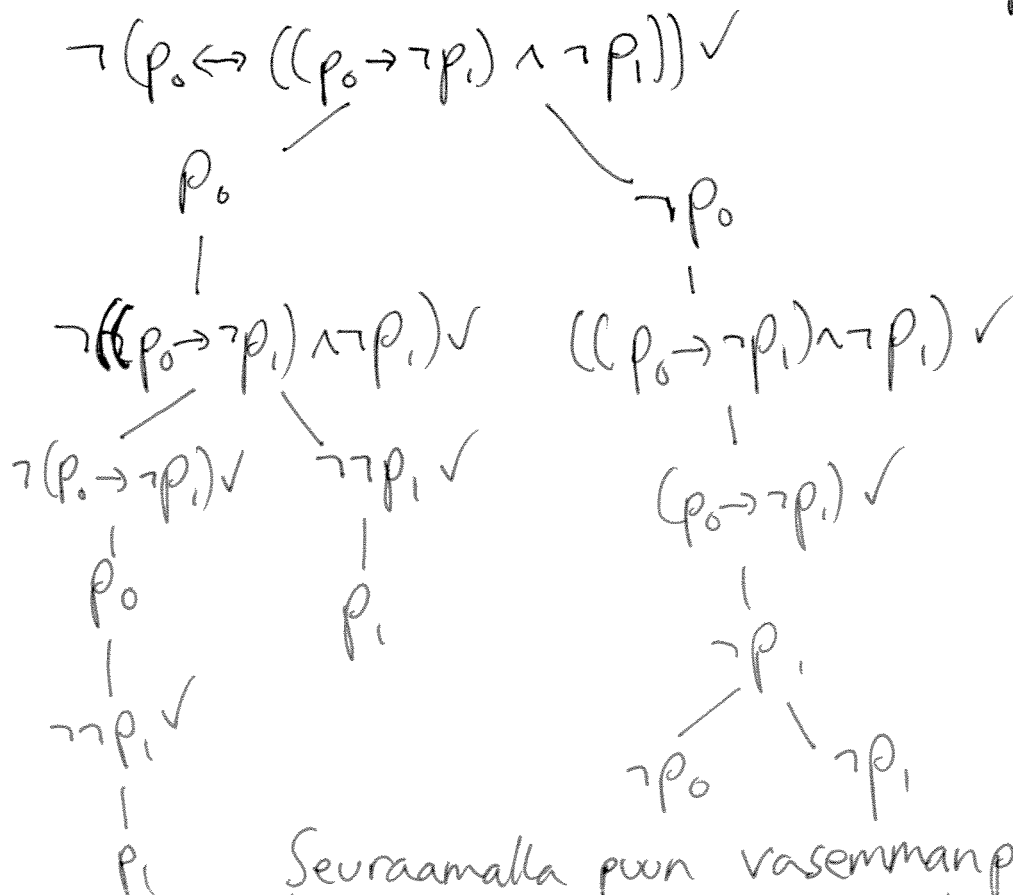 ¬(p₀↔((p₀→¬p₁)∧¬p₁))✓
p₀ ¬p₀
¬((p₀→¬p₁)∧¬p₁)✓ ((p₀→¬p₁)∧¬p₁)✓
¬(p₀→¬p₁)✓ ¬¬p₁✓ (p₀→¬p₁)✓
p₀ p₁ ¬p₁
¬¬p₁✓ ¬p₀ ¬p₁
p₁ Seuraamalla puun vasemmanp